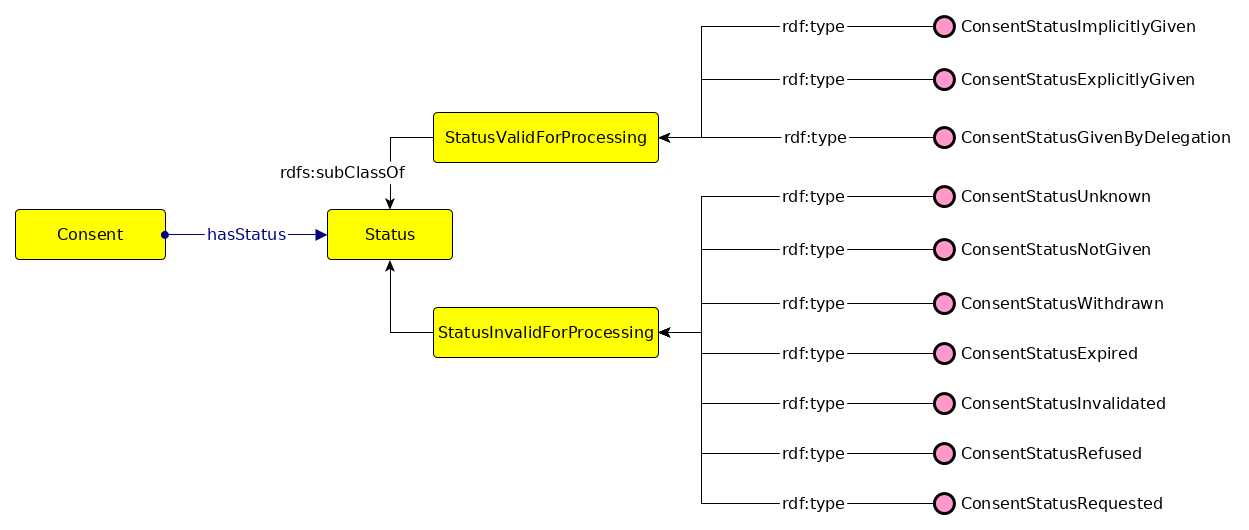 rdf:type ConsentStatusImplicitlyGiven
rdf:type ConsentStatusExplicitlyGiven
StatusValidForProcessing rdf:type ConsentStatusGivenByDelegation
rdfs:subClassOf
rdf:type ConsentStatusUnknown
Consent hasStatus Status
rdf:type ConsentStatusNotGiven
rdf:type ConsentStatusWithdrawn
StatusInvalidForProcessing
rdf:type ConsentStatusExpired
rdf:type ConsentStatusInvalidated
rdf:type ConsentStatusRefused
rdf:type ConsentStatusRequested